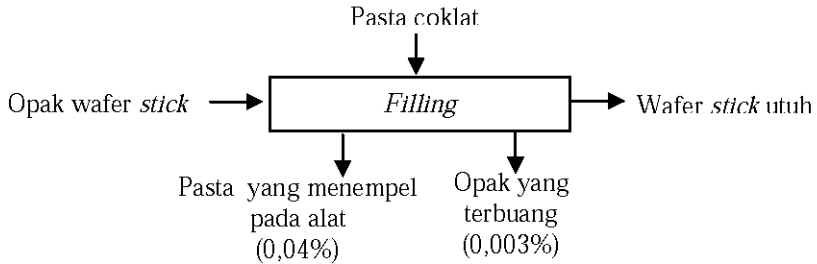 Pasta coklat
Opak wafer stick
Filling
Wafer stick utuh
Pasta yang menempel
pada alat
(0,04%)
Opak yang
terbuang
(0,003%)